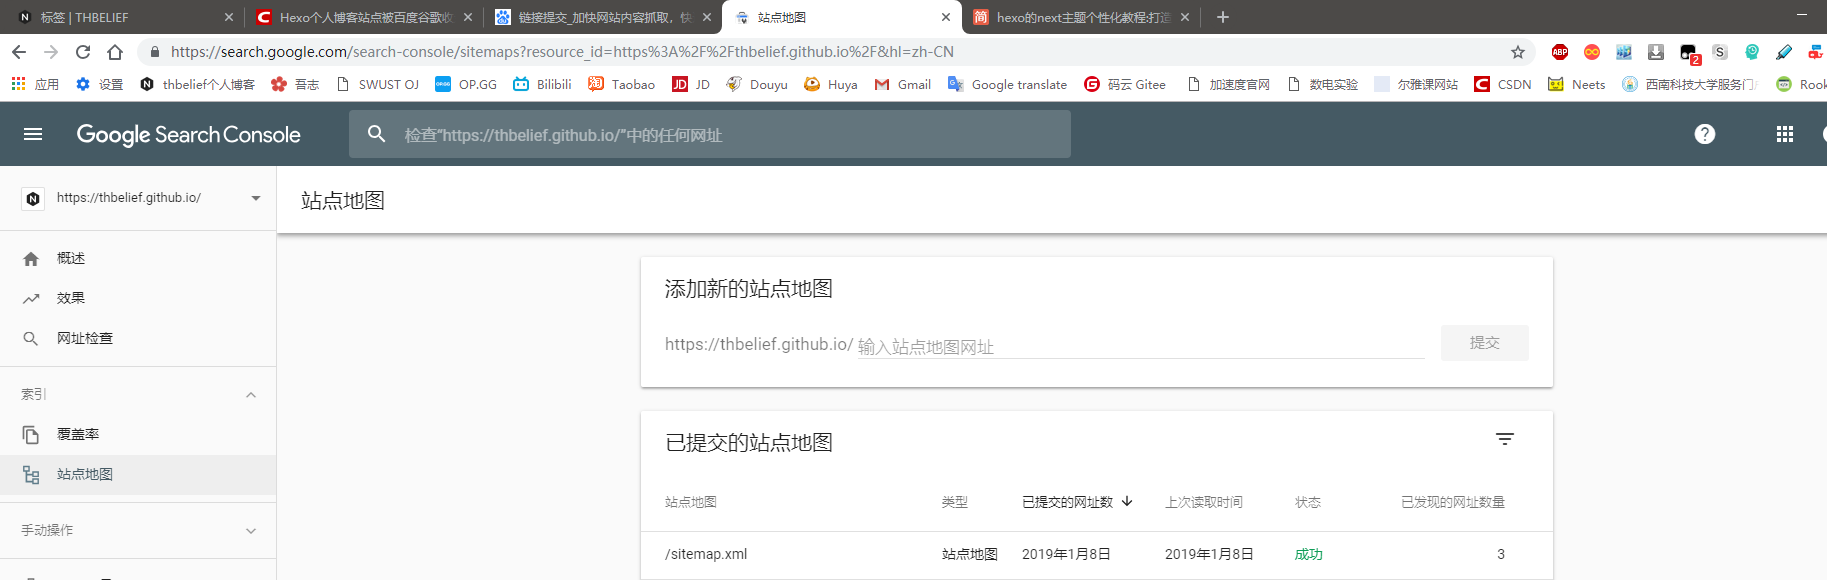 标签 | THBELIEF
Hexo个人博客站点被百度谷歌收
链接提交_加快网站内容抓取，快
站点地图
hexo的next主题个性化教程:打造
https://search.google.com/search-console/sitemaps?resource_id=https%3A%2F%2Fthbelief.github.io%2F&hl=zh-CN
ABP
2
S
应用
设置
thbelief个人博客
吾志
SWUST OJ
OP.GG
Bilibili
Taobao
JD
Douyu
Huya
Gmail
Google translate
码云 Gitee
加速度官网
数电实验
尔雅课网站
CSDN
Neets
西南科技大学服务门户
Rook
Google Search Console
检查“https://thbelief.github.io/”中的任何网址
https://thbelief.github.io/
站点地图
概述
效果
网址检查
索引
覆盖率
站点地图
手动操作
添加新的站点地图
https://thbelief.github.io/ 输入站点地图网址
提交
已提交的站点地图
站点地图 类型 已提交的网址数 上次读取时间 状态 已发现的网址数量
/sitemap.xml 站点地图 2019年1月8日 2019年1月8日 成功 3